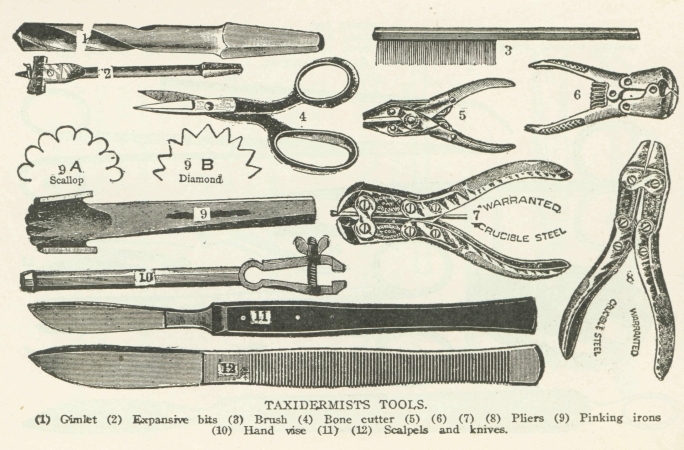 1
3
2
4
5
6
9 A
Scallop
9 B
Diamond
9
7
"WARRANTED
CRUCIBLE STEEL
8
CRUCIBLE STEEL
WARRANTED
10
11
12
TAXIDERMISTS TOOLS.
(1) Gimlet (2) Expansive bits (3) Brush (4) Bone cutter (5) (6) (7) (8) Pliers (9) Pinking irons
(10) Hand vise (11) (12) Scalpels and knives.